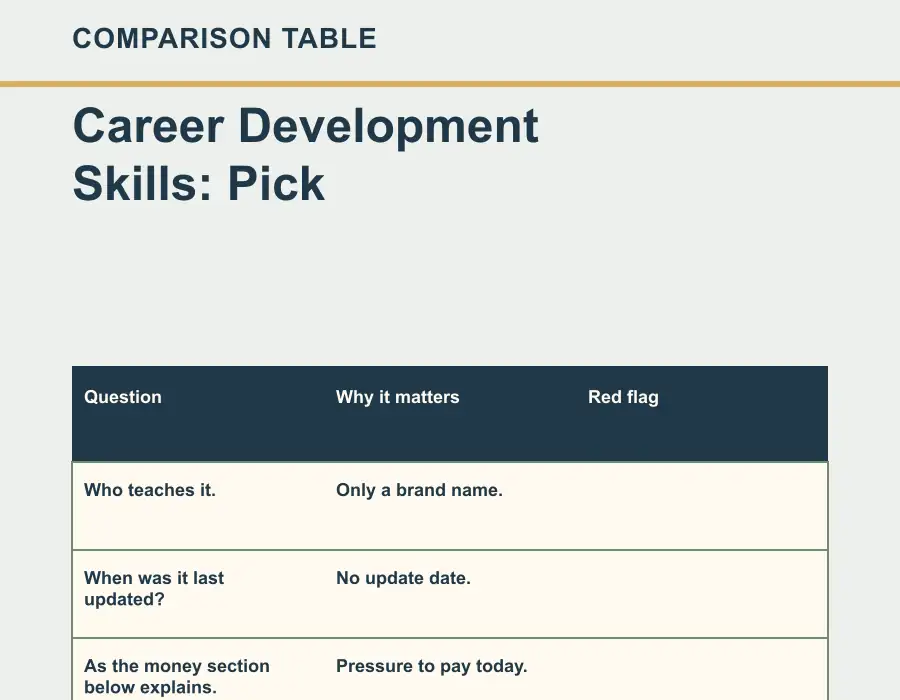 COMPARISON TABLE
Career Development
Skills: Pick
Question Why it matters Red flag
Who teaches it. Only a brand name.
When was it last No update date.
updated?
As the money section Pressure to pay today.
below explains.